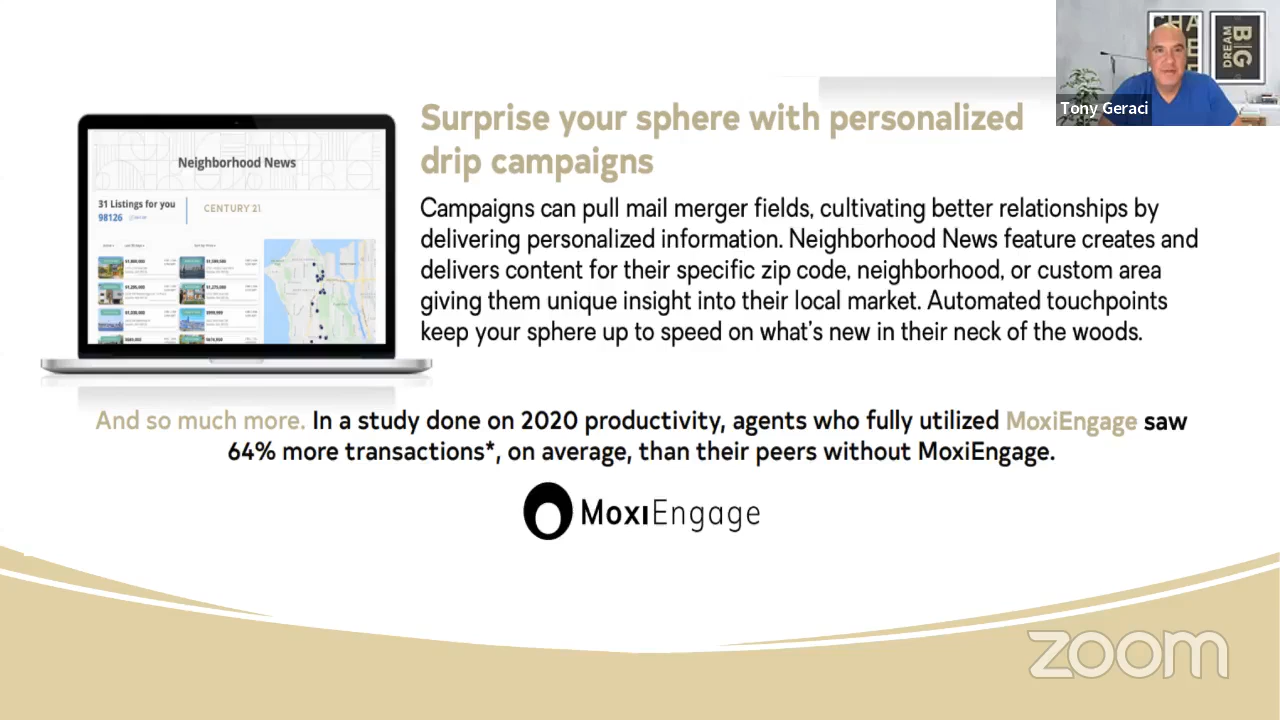 CHA
DREAM
BIG
Tony Geraci
Surprise your sphere with personalized
drip campaigns
Campaigns can pull mail merger fields, cultivating better relationships by
delivering personalized information. Neighborhood News feature creates and
delivers content for their specific zip code, neighborhood, or custom area
giving them unique insight into their local market. Automated touchpoints
keep your sphere up to speed on what's new in their neck of the woods.
Neighborhood News
31 Listings for you
98126
CENTURY 21
And so much more. In a study done on 2020 productivity, agents who fully utilized MoxiEngage saw
64% more transactions*, on average, than their peers without MoxiEngage.
MoxiEngage
zoom